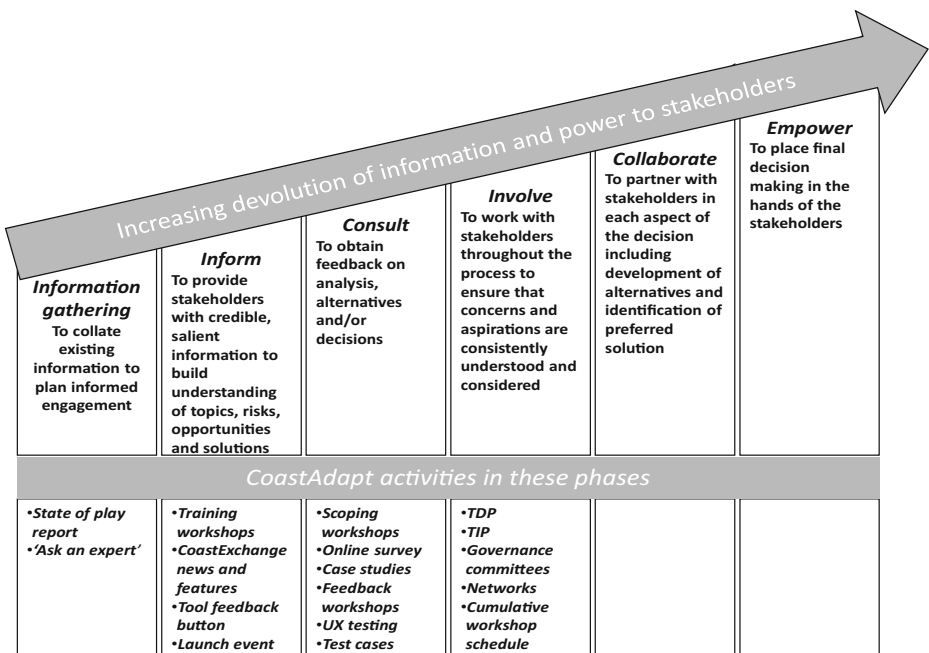 Increasing devolution of information and power to stakeholders
Information
gathering
To collate
existing
information to
plan informed
engagement
Inform
To provide
stakeholders
with credible,
salient
information to
build
understanding
of topics, risks,
opportunities
and solutions
Consult
To obtain
feedback on
analysis,
alternatives
and/or
decisions
Involve
To work with
stakeholders
throughout the
process to
ensure that
concerns and
aspirations are
consistently
understood and
considered
Collaborate
To partner with
stakeholders in
each aspect of
the decision
including
development of
alternatives and
identification of
preferred
solution
Empower
To place final
decision
making in the
hands of the
stakeholders
CoastAdapt activities in these phases
•State of play
report
•‘Ask an expert’
•Training
workshops
•CoastExchange
news and
features
•Tool feedback
button
•Launch event
•Scoping
workshops
•Online survey
•Case studies
•Feedback
workshops
•UX testing
•Test cases
•TDP
•TIP
•Governance
committees
•Networks
•Cumulative
workshop
schedule